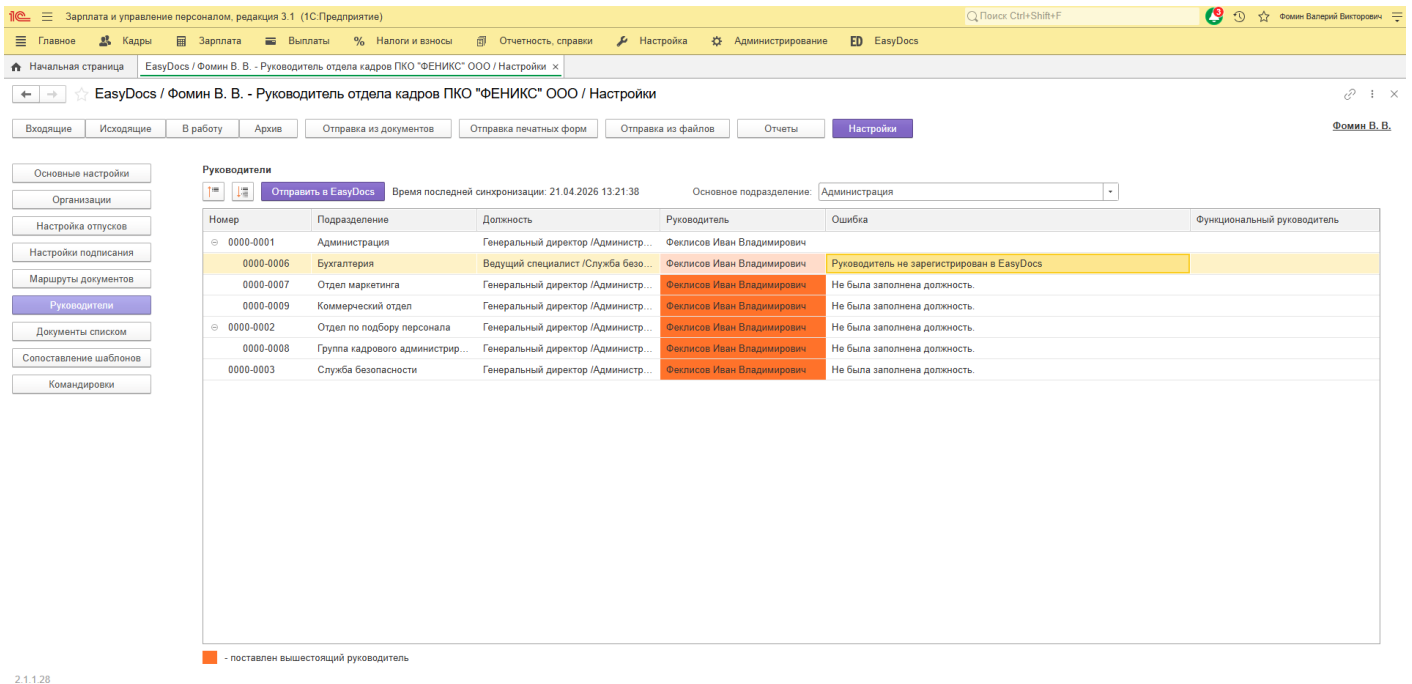 1С Зарплата и управление персоналом, редакция 3.1 (1С:Предприятие) Поиск Ctrl+Shift+F 3 Фомин Валерий Викторович
Главное Кадры Зарплата Выплаты % Налоги и взносы Отчетность, справки Настройка Администрирование ED EasyDocs
Начальная страница EasyDocs / Фомин В. В. - Руководитель отдела кадров ПКО "ФЕНИКС" ООО / Настройки ×
EasyDocs / Фомин В. В. - Руководитель отдела кадров ПКО "ФЕНИКС" ООО / Настройки
Входящие Исходящие В работу Архив Отправка из документов Отправка печатных форм Отправка из файлов Отчеты Настройки Фомин В. В.
Основные настройки
Организации
Настройка отпусков
Настройки подписания
Маршруты документов
Руководители
Документы списком
Сопоставление шаблонов
Командировки
Руководители
Отправить в EasyDocs Время последней синхронизации: 21.04.2026 13:21:38 Основное подразделение: Администрация
Номер Подразделение Должность Руководитель Ошибка Функциональный руководитель
0000-0001 Администрация Генеральный директор /Администр... Феклисов Иван Владимирович
0000-0006 Бухгалтерия Ведущий специалист /Служба безо... Феклисов Иван Владимирович Руководитель не зарегистрирован в EasyDocs
0000-0007 Отдел маркетинга Генеральный директор /Администр... Феклисов Иван Владимирович Не была заполнена должность.
0000-0009 Коммерческий отдел Генеральный директор /Администр... Феклисов Иван Владимирович Не была заполнена должность.
0000-0002 Отдел по подбору персонала Генеральный директор /Администр... Феклисов Иван Владимирович Не была заполнена должность.
0000-0008 Группа кадрового администрир... Генеральный директор /Администр... Феклисов Иван Владимирович Не была заполнена должность.
0000-0003 Служба безопасности Генеральный директор /Администр... Феклисов Иван Владимирович Не была заполнена должность.
- поставлен вышестоящий руководитель
2.1.1.28